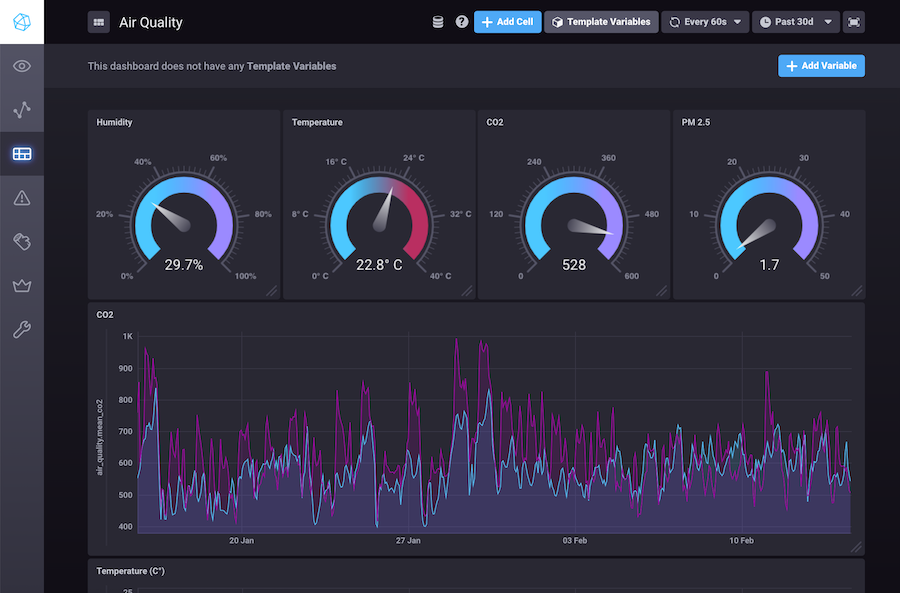 Air Quality
Add Cell
Template Variables
Every 60s
Past 30d
This dashboard does not have any Template Variables
Add Variable
Humidity
0%
20%
40%
60%
80%
100%
29.7%
Temperature
0° C
8° C
16° C
24° C
32° C
40° C
22.8° C
CO2
0
120
240
360
480
600
528
PM 2.5
0
10
20
30
40
50
1.7
CO2
air_quality.mean_co2
1K
900
800
700
600
500
400
20 Jan
27 Jan
03 Feb
10 Feb
Temperature (C°)
25